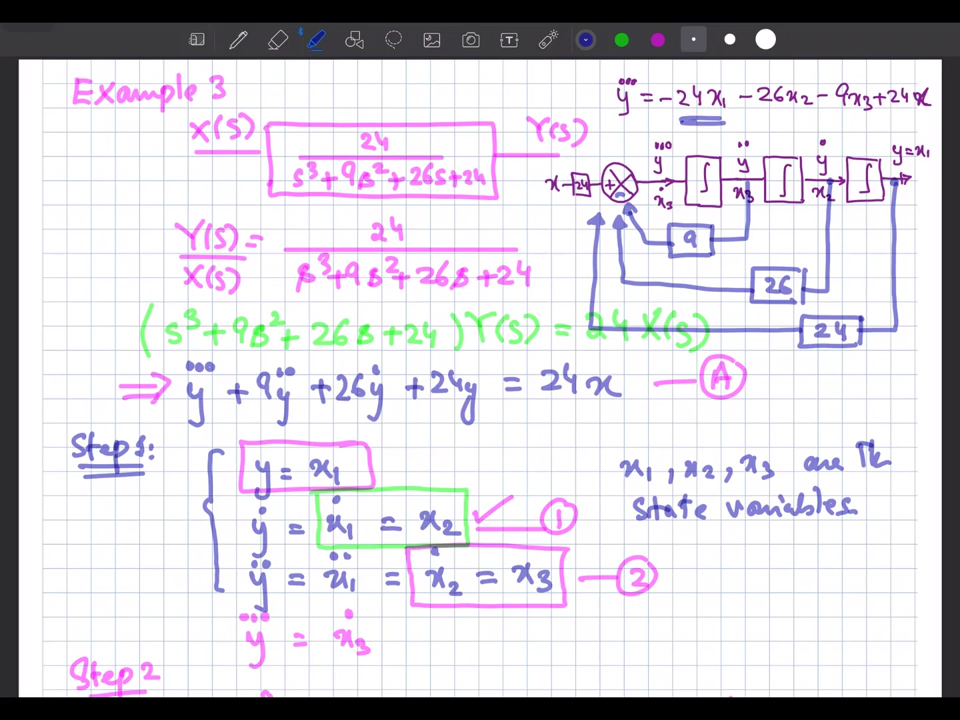 Example 3
X(S) 24 / s³+9s²+26s+24 Y(S)
Y(S)/X(S) = 24 / s³+9s²+26s+24
(s³+9s²+26s+24)Y(S) = 24X(S)
⇒ y⃛ + 9ÿ + 26ẏ + 24y = 24x — Ⓐ
Step 1:
y = x₁
ẏ = ẋ₁ = x₂ ✓ ①
ÿ = ẍ₁ = ẋ₂ = x₃ — ②
y⃛ = ẋ₃
Step 2
y⃛ = -24x₁ - 26x₂ - 9x₃ + 24x
x 24 + - y⃛ ẋ₃ ∫ ÿ x₃ ∫ ẏ x₂ ∫ y=x₁
9
26
24
x₁, x₂, x₃ are the
state variables.
T